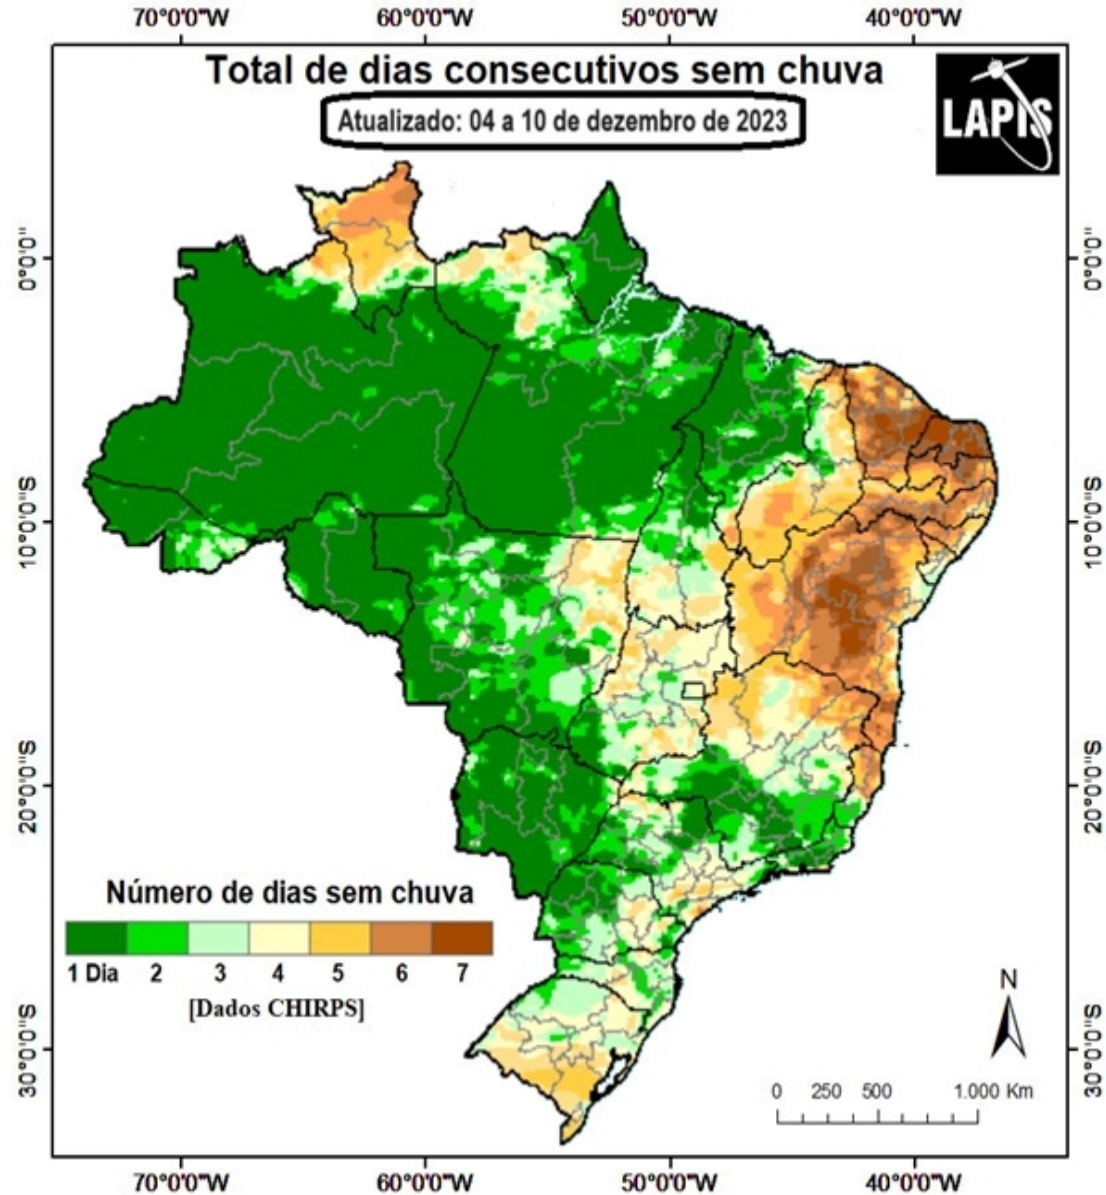 70°0'0"W 60°0'0"W 50°0'0"W 40°0'0"W
Total de dias consecutivos sem chuva
Atualizado: 04 a 10 de dezembro de 2023
LAPIS
0°0'0"
0°0'0"
10°0'0"S
10°0'0"S
20°0'0"S
20°0'0"S
Número de dias sem chuva
1 Dia 2 3 4 5 6 7
[Dados CHIRPS]
N
30°0'0"S
30°0'0"S
0 250 500 1.000 Km
70°0'0"W 60°0'0"W 50°0'0"W 40°0'0"W